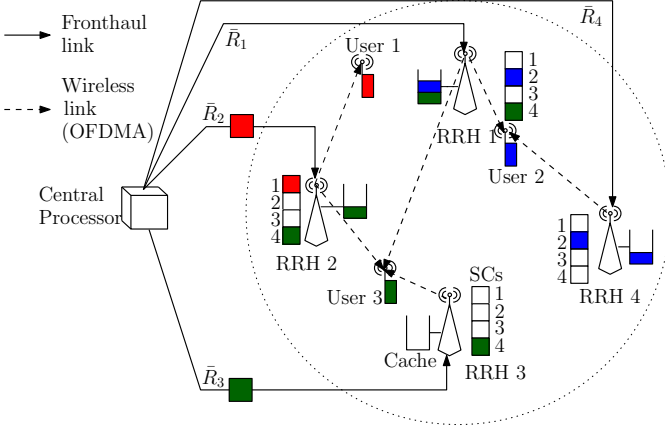 Fronthaul
link
Wireless
link
(OFDMA)
R̄₁
R̄₂
R̄₃
R̄₄
Central
Processor
User 1
RRH 1
1
2
3
4
User 2
1
2
3
4
RRH 2
User 3
1
2
3
4
RRH 4
SCs
1
2
3
4
Cache
RRH 3